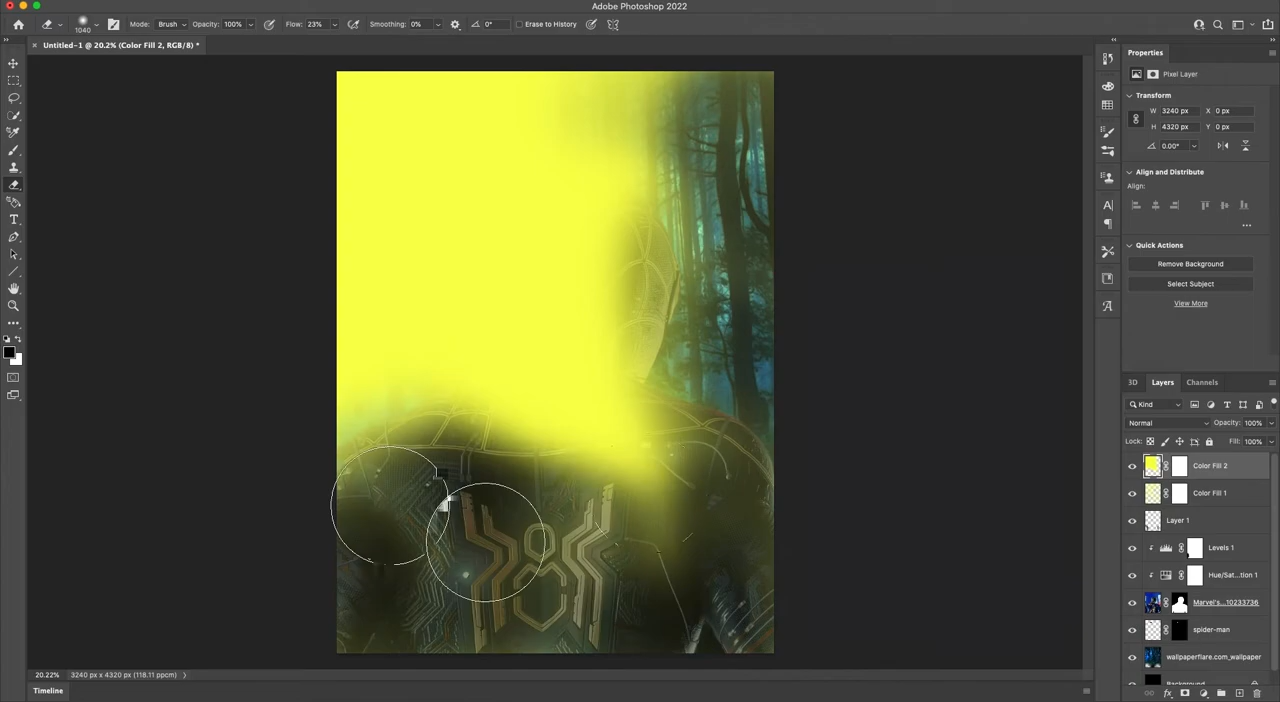 Adobe Photoshop 2022
1040
Mode: Brush Opacity: 100% Flow: 23% Smoothing: 0% 0° Erase to History
Untitled-1 @ 20.2% (Color Fill 2, RGB/8) *
Properties
Pixel Layer
Transform
W 3240 px X 0 px
H 4320 px Y 0 px
0.00°
Align and Distribute
Align:
Quick Actions
Remove Background
Select Subject
View More
3D Layers Channels
Kind
Normal Opacity: 100%
Lock: Fill: 100%
Color Fill 2
Color Fill 1
Layer 1
Levels 1
Hue/Sat...tion 1
Marvel's...10233736
spider-man
wallpaperflare.com_wallpaper
Background
20.22% 3240 px x 4320 px (118.11 ppcm)
Timeline